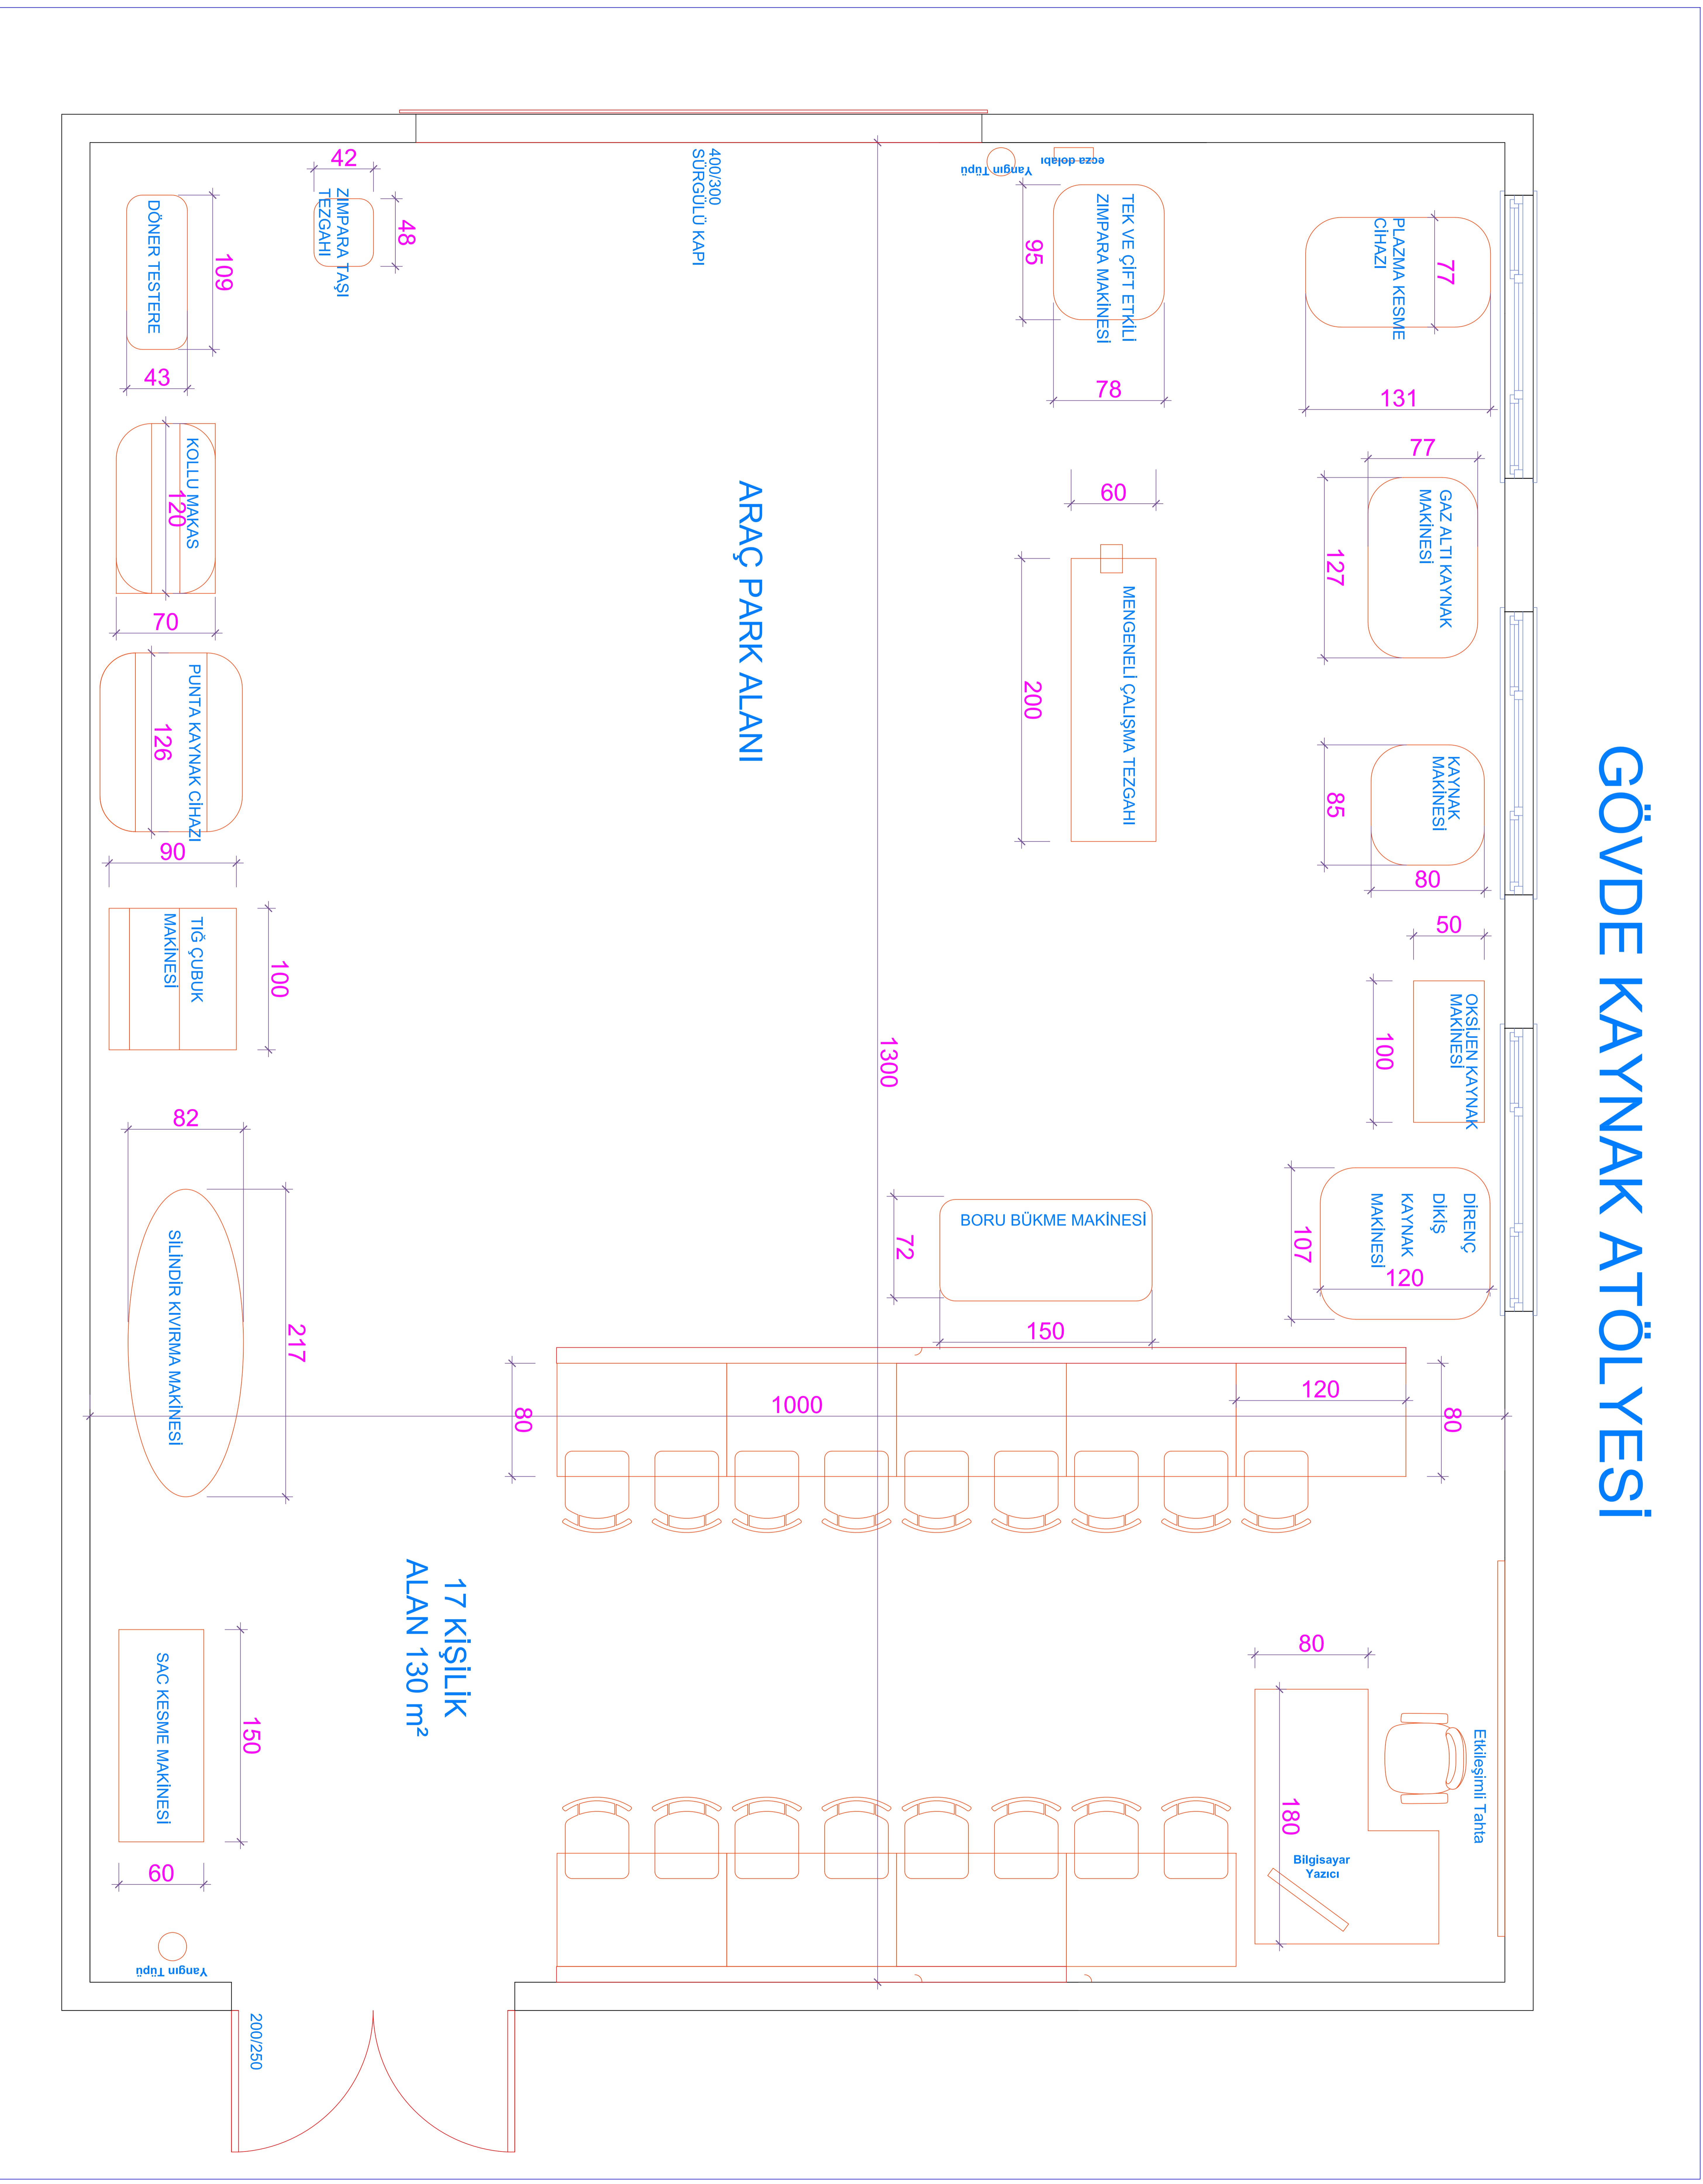 GÖVDE KAYNAK ATÖLYESİ
PLAZMA KESME
CİHAZI
77
131
GAZ ALTI KAYNAK
MAKİNESİ
77
127
KAYNAK
MAKİNESİ
85
80
OKSİJEN KAYNAK
MAKİNESİ
50
100
DİRENÇ
DİKİŞ
KAYNAK
MAKİNESİ
107
120
Etkileşimli Tahta
ecza dolabı
Yangın Tüpü
TEK VE ÇİFT ETKİLİ
ZIMPARA MAKİNESİ
95
78
MENGENELİ ÇALIŞMA TEZGAHI
60
200
BORU BÜKME MAKİNESİ
72
150
120
80
80
1000
1300
80
180
Bilgisayar
Yazıcı
400/300
SÜRGÜLÜ KAPI
ARAÇ PARK ALANI
17 KİŞİLİK
ALAN 130 m²
ZIMPARA TAŞI
TEZGAHI
42
48
DÖNER TESTERE
109
43
KOLLU MAKAS
120
70
PUNTA KAYNAK CİHAZI
126
90
TIĞ ÇUBUK
MAKİNESİ
100
82
SİLİNDİR KIVIRMA MAKİNESİ
217
SAC KESME MAKİNESİ
150
60
Yangın Tüpü
200/250